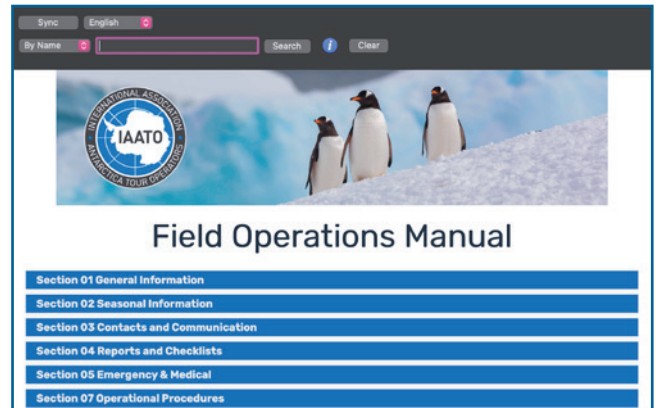 Sync English
By Name Search i Clear
INTERNATIONAL ASSOCIATION
IAATO
ANTARCTICA TOUR OPERATORS
Field Operations Manual
Section 01 General Information
Section 02 Seasonal Information
Section 03 Contacts and Communication
Section 04 Reports and Checklists
Section 05 Emergency & Medical
Section 07 Operational Procedures